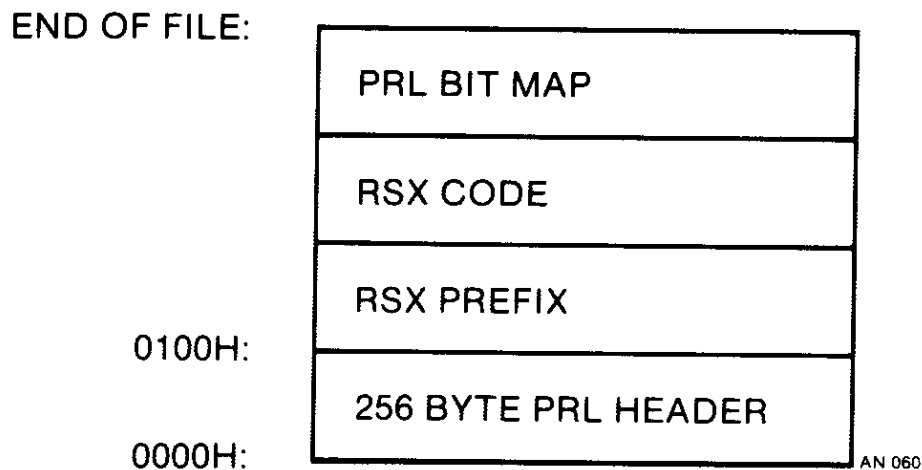 END OF FILE:
PRL BIT MAP
RSX CODE
RSX PREFIX
0100H:
256 BYTE PRL HEADER
0000H:
AN 060